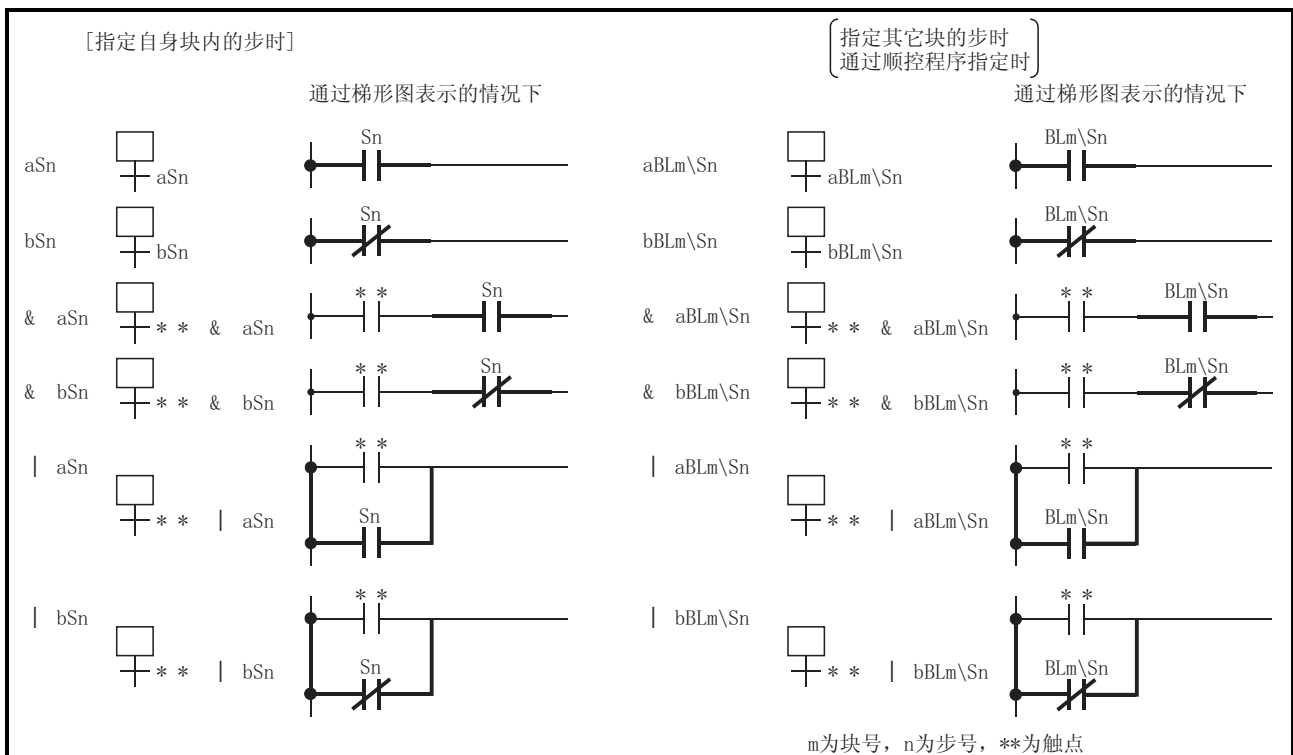 [指定自身块内的步时]
通过梯形图表示的情况下
aSn
aSn
Sn
bSn
bSn
Sn
& aSn
** & aSn
**
Sn
& bSn
** & bSn
**
Sn
| aSn
** | aSn
**
Sn
| bSn
** | bSn
**
Sn
指定其它块的步时
通过顺控程序指定时
通过梯形图表示的情况下
aBLm\Sn
aBLm\Sn
BLm\Sn
bBLm\Sn
bBLm\Sn
BLm\Sn
& aBLm\Sn
** & aBLm\Sn
**
BLm\Sn
& bBLm\Sn
** & bBLm\Sn
**
BLm\Sn
| aBLm\Sn
** | aBLm\Sn
**
BLm\Sn
| bBLm\Sn
** | bBLm\Sn
**
BLm\Sn
m为块号，n为步号，**为触点